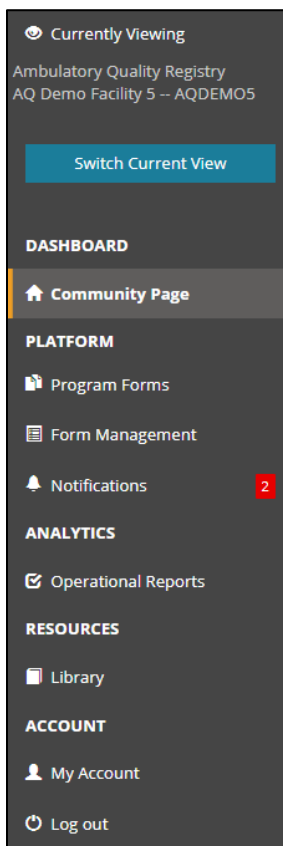 Currently Viewing
Ambulatory Quality Registry
AQ Demo Facility 5 -- AQDEMO5
Switch Current View
DASHBOARD
Community Page
PLATFORM
Program Forms
Form Management
Notifications 2
ANALYTICS
Operational Reports
RESOURCES
Library
ACCOUNT
My Account
Log out